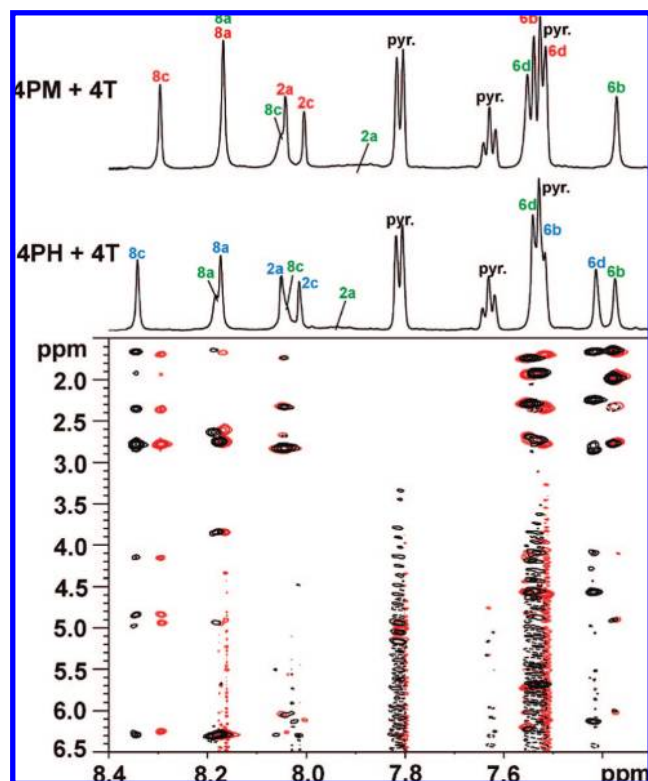 8a 6b
8c 8a pyr. pyr.
4PM + 4T 2a 6d 6d
8c 2c pyr. 6b
2a
pyr. 6d
4PH + 4T 8c 8a 8a 2a 8c 6b pyr. 6d
2c 2a 6b
ppm
2.0
2.5
3.0
3.5
4.0
4.5
5.0
5.5
6.0
6.5
8.4 8.2 8.0 7.8 7.6 ppm